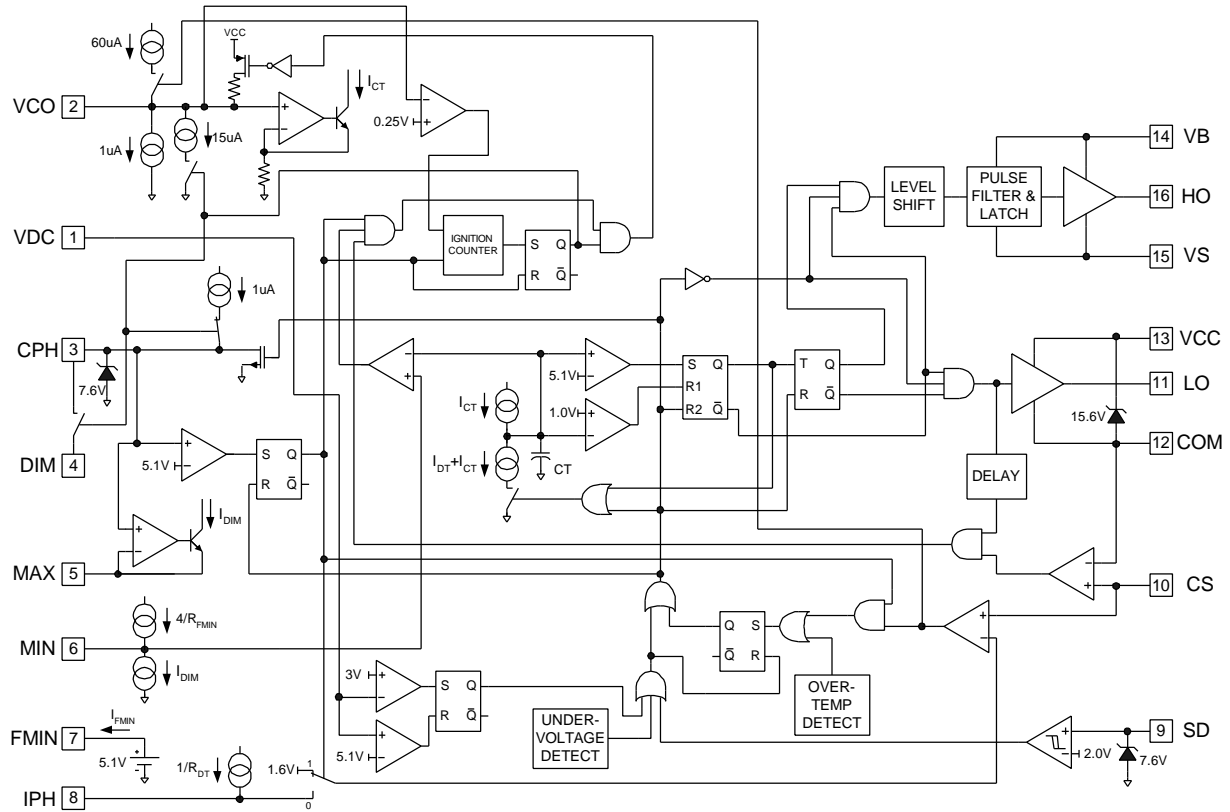 60uA
VCC
I_CT
VCO 2
0.25V
1uA
15uA
14 VB
LEVEL SHIFT
PULSE FILTER & LATCH
16 HO
15 VS
VDC 1
IGNITION COUNTER
S Q
R Q̅
1uA
CPH 3
7.6V
5.1V
S Q
R1
R2 Q̅
T Q
R Q̅
13 VCC
11 LO
15.6V
12 COM
I_CT
1.0V
I_DT+I_CT
CT
DIM 4
5.1V
S Q
R Q̅
DELAY
I_DIM
MAX 5
10 CS
4/R_FMIN
MIN 6
I_DIM
Q S
Q̅ R
3V
S Q
R Q̅
5.1V
UNDER-VOLTAGE DETECT
OVER-TEMP DETECT
9 SD
2.0V
7.6V
I_FMIN
FMIN 7
5.1V
1/R_DT
1.6V
1
0
IPH 8